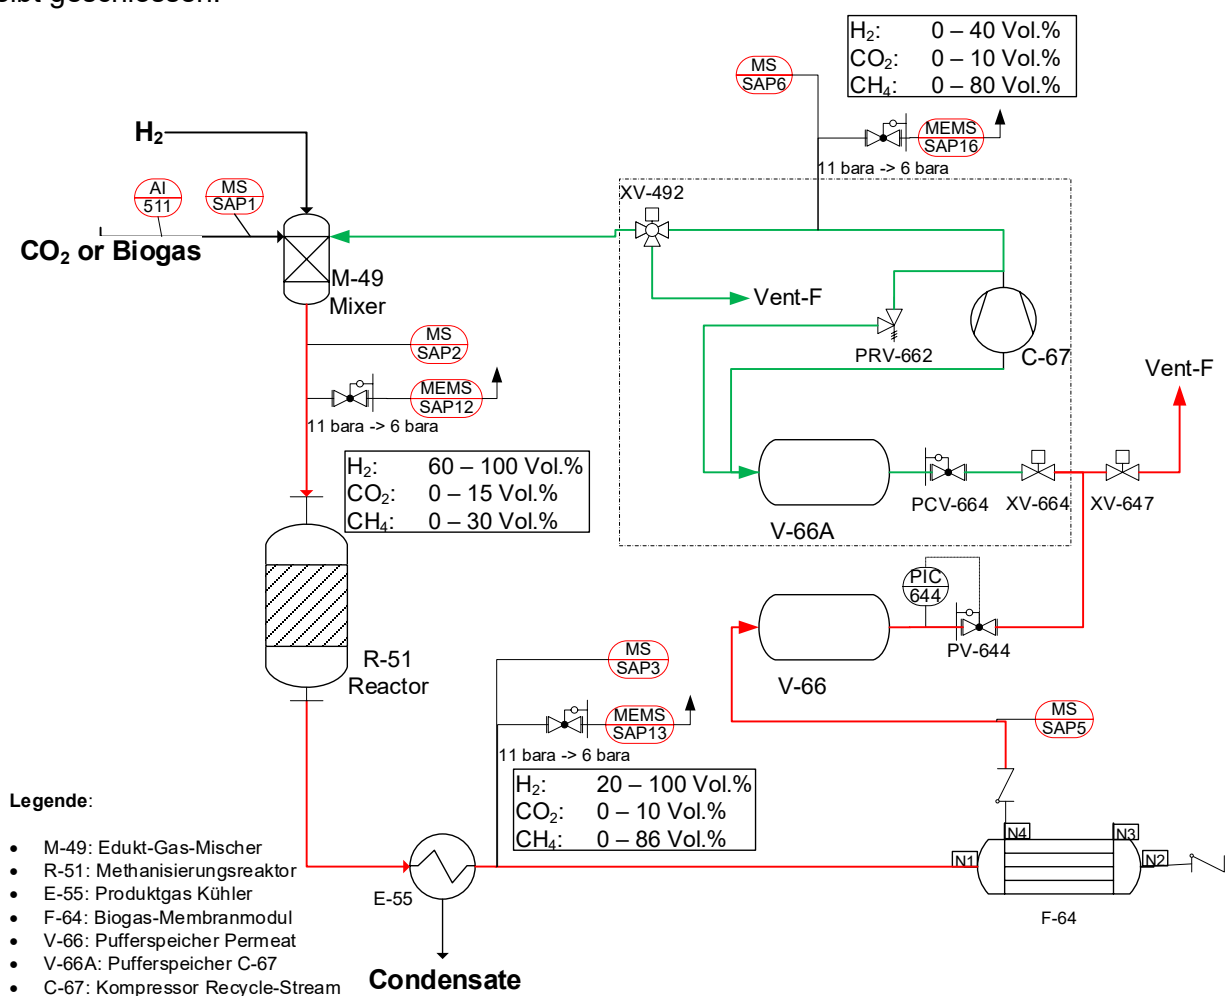 eibt geschlossen.
H₂: 0 – 40 Vol.%
CO₂: 0 – 10 Vol.%
CH₄: 0 – 80 Vol.%
MS
SAP6
MEMS
SAP16
11 bara -> 6 bara
H₂
AI
511
MS
SAP1
CO₂ or Biogas
M-49
Mixer
XV-492
Vent-F
PRV-662
C-67
Vent-F
MS
SAP2
MEMS
SAP12
11 bara -> 6 bara
H₂: 60 – 100 Vol.%
CO₂: 0 – 15 Vol.%
CH₄: 0 – 30 Vol.%
V-66A
PCV-664
XV-664
XV-647
PIC
644
PV-644
V-66
R-51
Reactor
MS
SAP3
MEMS
SAP13
11 bara -> 6 bara
H₂: 20 – 100 Vol.%
CO₂: 0 – 10 Vol.%
CH₄: 0 – 86 Vol.%
MS
SAP5
N4
N3
N1
N2
F-64
E-55
Condensate
Legende:
• M-49: Edukt-Gas-Mischer
• R-51: Methanisierungsreaktor
• E-55: Produktgas Kühler
• F-64: Biogas-Membranmodul
• V-66: Pufferspeicher Permeat
• V-66A: Pufferspeicher C-67
• C-67: Kompressor Recycle-Stream